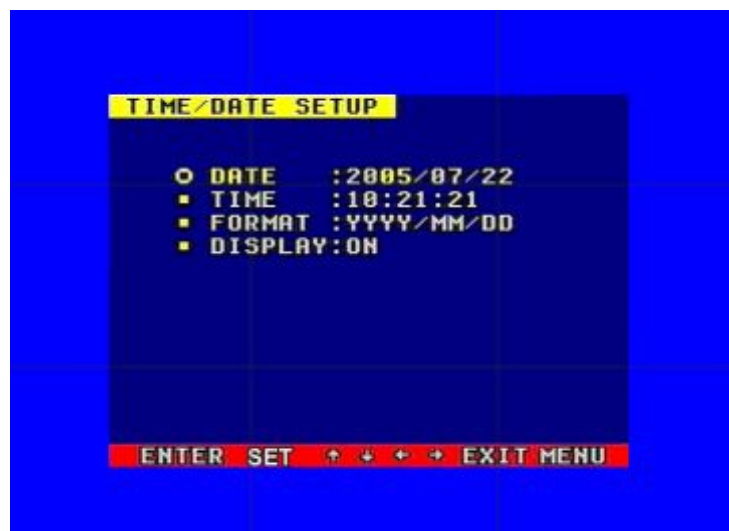 TIME/DATE SETUP
DATE :2005/07/22
TIME :10:21:21
FORMAT :YYYY/MM/DD
DISPLAY:ON
ENTER SET ↑ ↓ ← → EXIT MENU